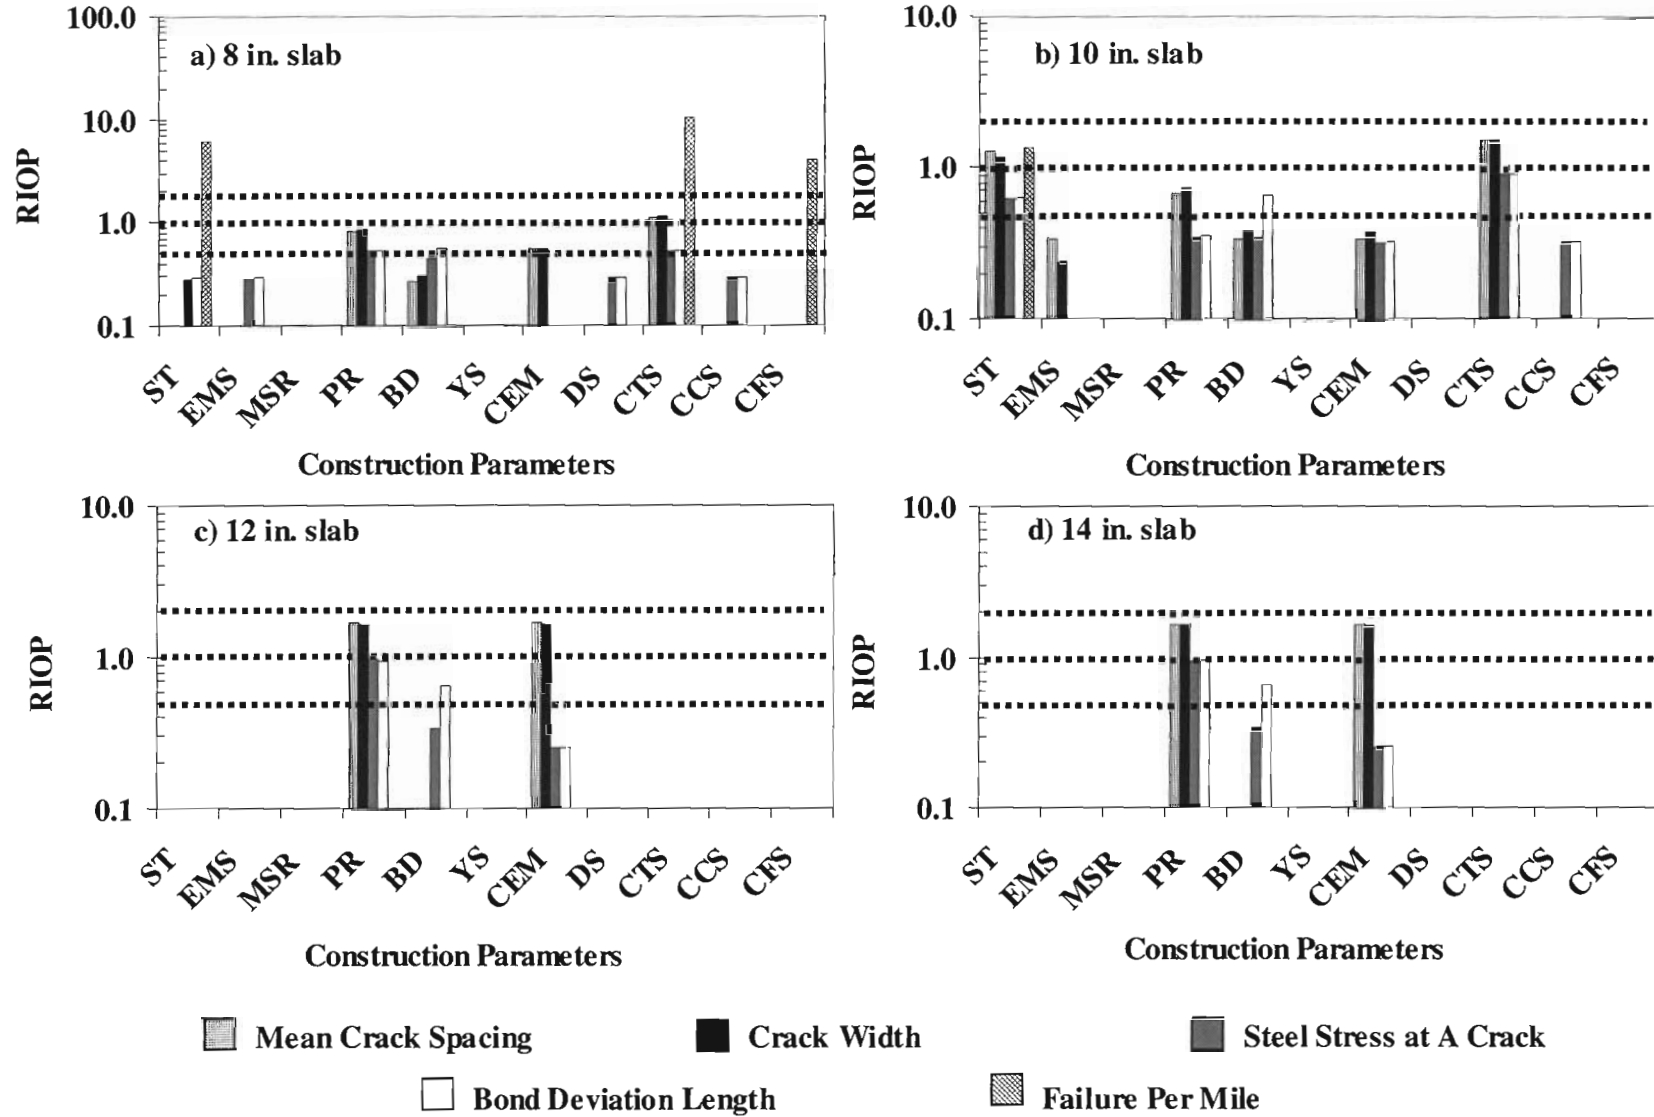 a) 8 in. slab
RIOP
100.0
10.0
1.0
0.1
ST EMS MSR PR BD YS CEM DS CTS CCS CFS
Construction Parameters
b) 10 in. slab
RIOP
10.0
1.0
0.1
ST EMS MSR PR BD YS CEM DS CTS CCS CFS
Construction Parameters
c) 12 in. slab
RIOP
10.0
1.0
0.1
ST EMS MSR PR BD YS CEM DS CTS CCS CFS
Construction Parameters
d) 14 in. slab
RIOP
10.0
1.0
0.1
ST EMS MSR PR BD YS CEM DS CTS CCS CFS
Construction Parameters
Mean Crack Spacing
Crack Width
Steel Stress at A Crack
Bond Deviation Length
Failure Per Mile